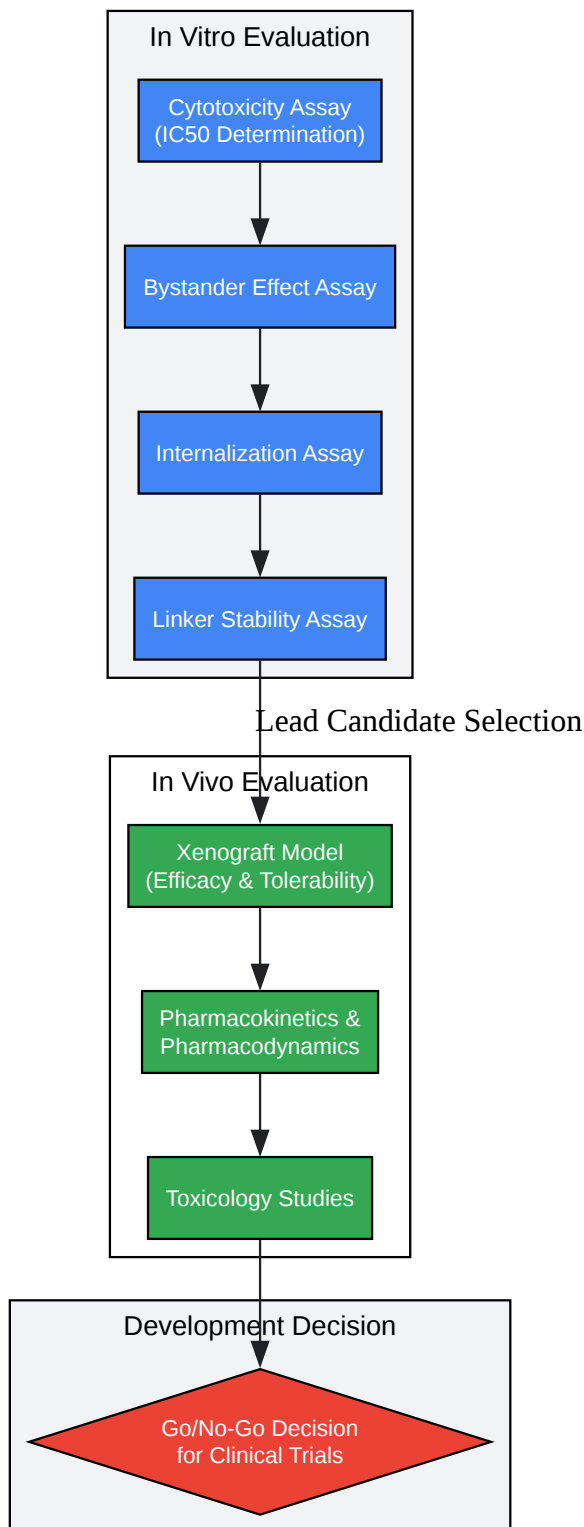 In Vitro Evaluation
Cytotoxicity Assay
(IC50 Determination)
Bystander Effect Assay
Internalization Assay
Linker Stability Assay
Lead Candidate Selection
In Vivo Evaluation
Xenograft Model
(Efficacy & Tolerability)
Pharmacokinetics &
Pharmacodynamics
Toxicology Studies
Development Decision
Go/No-Go Decision
for Clinical Trials